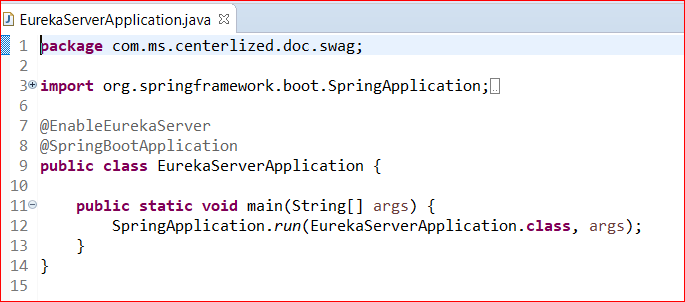 EurekaServerApplication.java
1 package com.ms.centerlized.doc.swag;
2
3 import org.springframework.boot.SpringApplication;
6
7 @EnableEurekaServer
8 @SpringBootApplication
9 public class EurekaServerApplication {
10
11 public static void main(String[] args) {
12 SpringApplication.run(EurekaServerApplication.class, args);
13 }
14 }
15